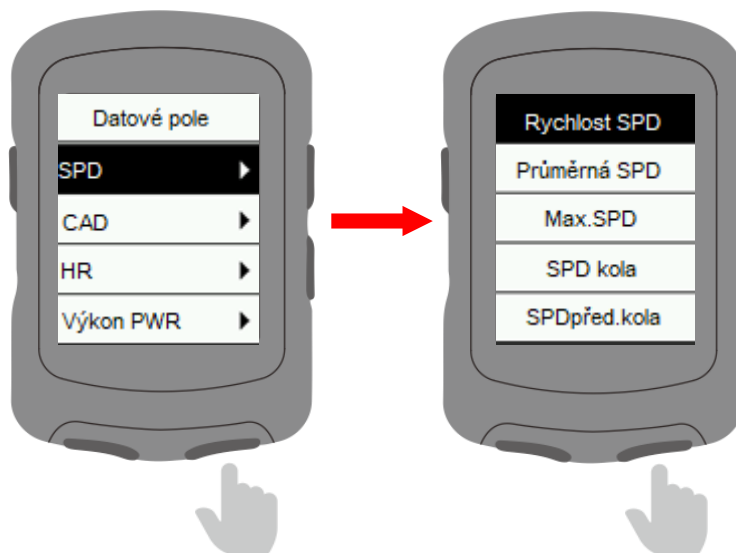 Datové pole
SPD
CAD
HR
Výkon PWR
Rychlost SPD
Průměrná SPD
Max.SPD
SPD kola
SPDpřed.kola